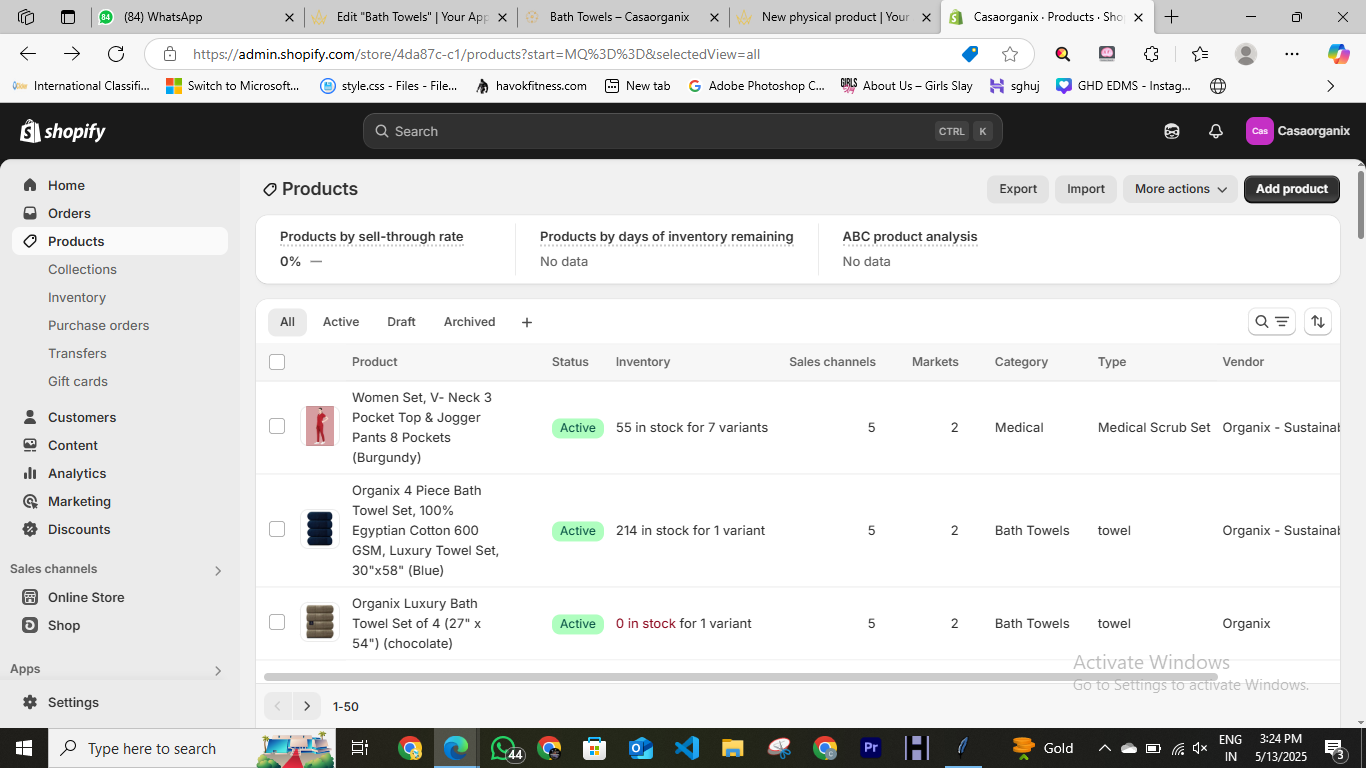 (84) WhatsApp
Edit "Bath Towels" | Your App
Bath Towels – Casaorganix
New physical product | Your
Casaorganix · Products · Sho
https://admin.shopify.com/store/4da87c-c1/products?start=MQ%3D%3D&selectedView=all
International Classifi...
Switch to Microsoft...
style.css - Files - File...
havokfitness.com
New tab
Adobe Photoshop C...
GIRLS SLAY
About Us – Girls Slay
sghuj
GHD EDMS - Instag...
shopify
Search
CTRL K
Cas
Casaorganix
Home
Orders
Products
Collections
Inventory
Purchase orders
Transfers
Gift cards
Customers
Content
Analytics
Marketing
Discounts
Sales channels
Online Store
Shop
Apps
Settings
Products
Export
Import
More actions
Add product
Products by sell-through rate
0% —
Products by days of inventory remaining
No data
ABC product analysis
No data
All
Active
Draft
Archived
+
Product Status Inventory Sales channels Markets Category Type Vendor
Women Set, V- Neck 3
Pocket Top & Jogger
Pants 8 Pockets
(Burgundy)
Active
55 in stock for 7 variants
5
2
Medical
Medical Scrub Set
Organix - Sustainab
Organix 4 Piece Bath
Towel Set, 100%
Egyptian Cotton 600
GSM, Luxury Towel Set,
30"x58" (Blue)
Active
214 in stock for 1 variant
5
2
Bath Towels
towel
Organix - Sustainab
Organix Luxury Bath
Towel Set of 4 (27" x
54") (chocolate)
Active
0 in stock for 1 variant
5
2
Bath Towels
towel
Organix
Activate Windows
Go to Settings to activate Windows.
1-50
Type here to search
44
Pr
Gold
ENG
IN
3:24 PM
5/13/2025
3